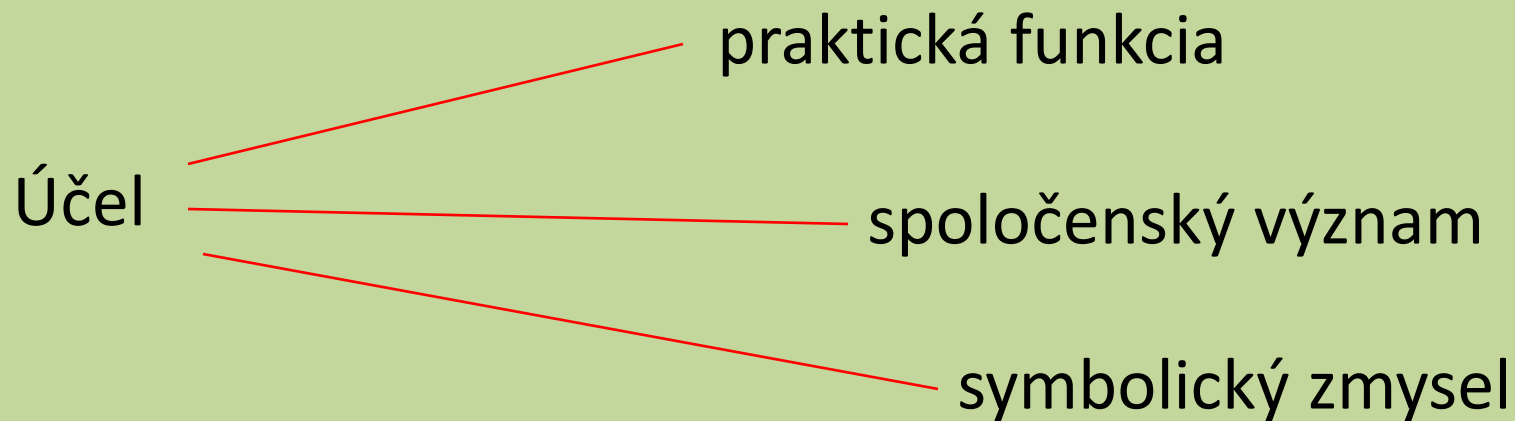 praktická funkcia
Účel
spoločenský význam
symbolický zmysel